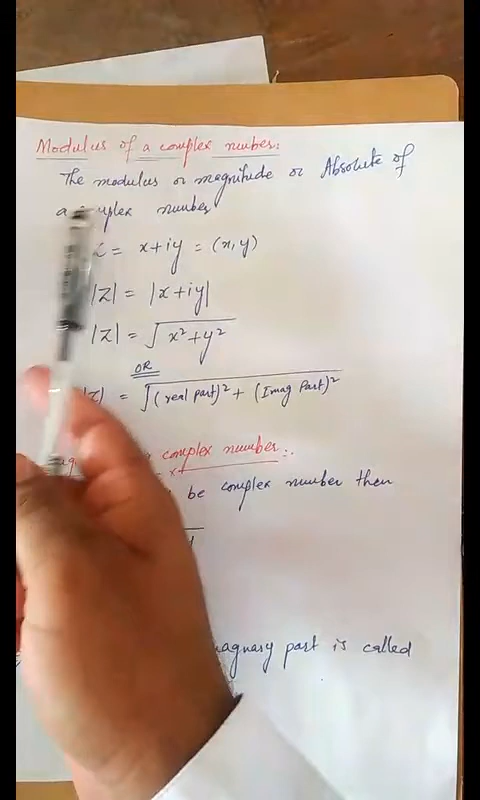 Modulus of a complex number:
The modulus or magnitude or Absolute of
a complex number
= x+iy = (x,y)
|z| = |x+iy|
|z| = √x²+y²
OR
= √(real part)² + (Imag Part)²
complex number:.
be complex number then
part is called